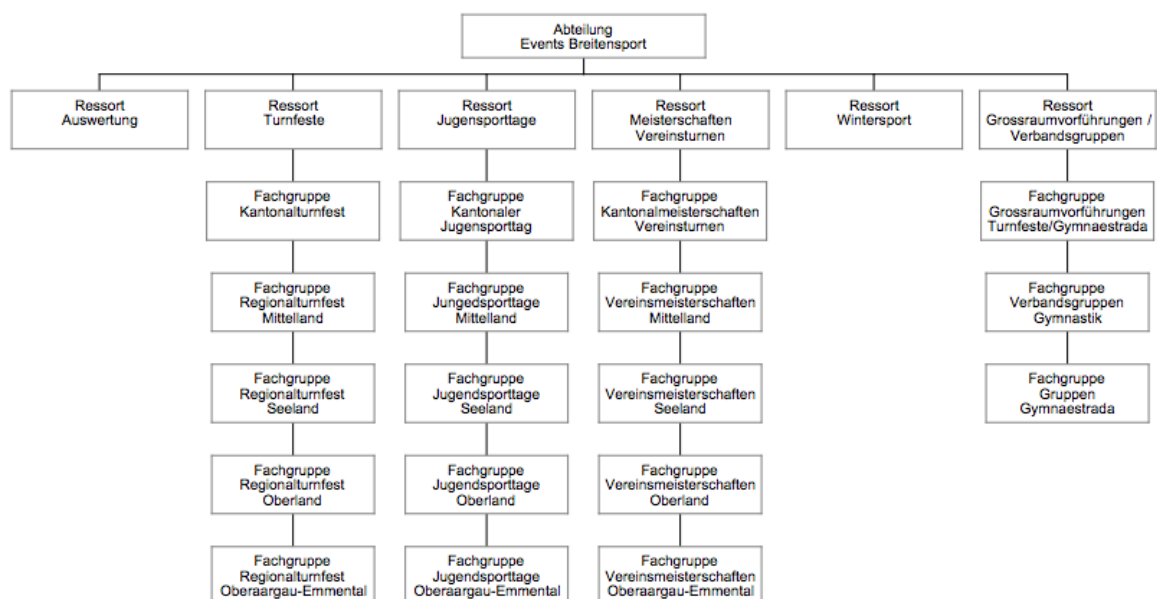 Abteilung
Events Breitensport
Ressort
Auswertung
Ressort
Turnfeste
Ressort
Jugensporttage
Ressort
Meisterschaften
Vereinsturnen
Ressort
Wintersport
Ressort
Grossraumvorführungen /
Verbandsgruppen
Fachgruppe
Kantonalturnfest
Fachgruppe
Kantonaler
Jugensporttag
Fachgruppe
Kantonalmeisterschaften
Vereinsturnen
Fachgruppe
Grossraumvorführungen
Turnfeste/Gymnaestrada
Fachgruppe
Regionalturnfest
Mittelland
Fachgruppe
Jungedsporttage
Mittelland
Fachgruppe
Vereinsmeisterschaften
Mittelland
Fachgruppe
Verbandsgruppen
Gymnastik
Fachgruppe
Regionalturnfest
Seeland
Fachgruppe
Jugendsporttage
Seeland
Fachgruppe
Vereinsmeisterschaften
Seeland
Fachgruppe
Gruppen
Gymnaestrada
Fachgruppe
Regionalturnfest
Oberland
Fachgruppe
Jugendsporttage
Oberland
Fachgruppe
Vereinsmeisterschaften
Oberland
Fachgruppe
Regionalturnfest
Oberaargau-Emmental
Fachgruppe
Jugendsporttage
Oberaargau-Emmental
Fachgruppe
Vereinsmeisterschaften
Oberaargau-Emmental